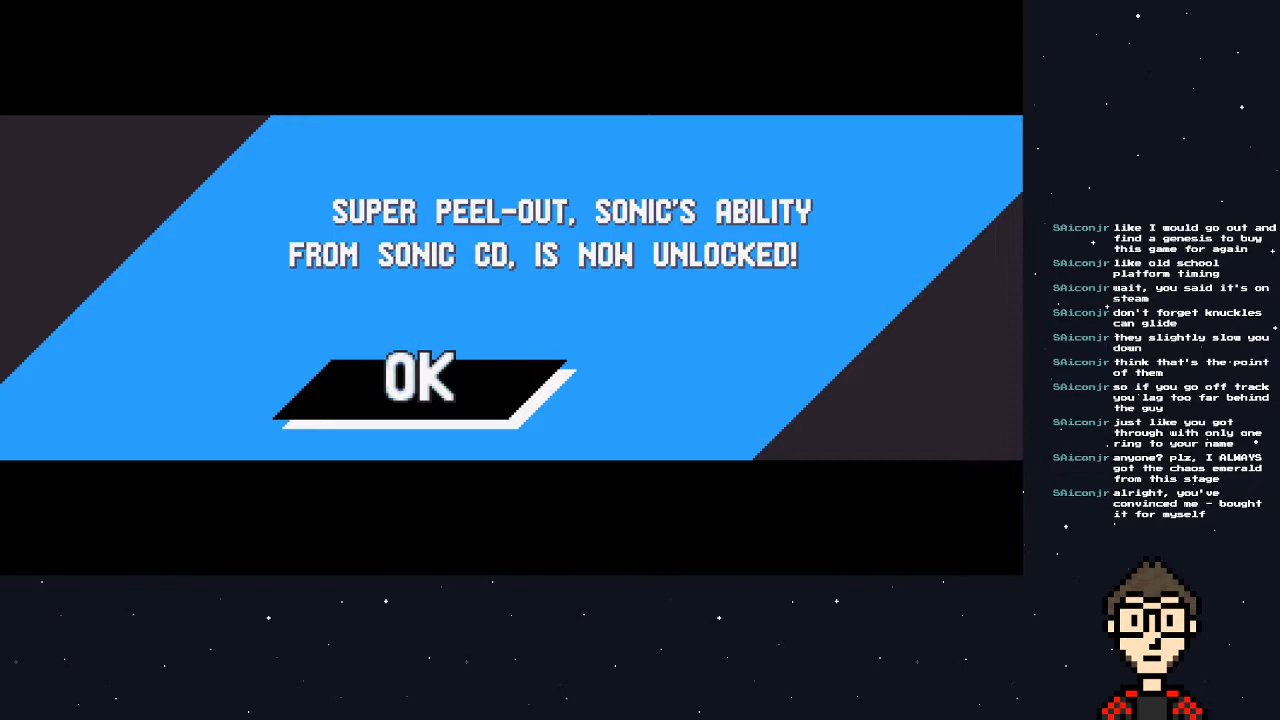 SUPER PEEL-OUT, SONIC'S ABILITY
FROM SONIC CD, IS NOW UNLOCKED!
OK
SAiconjr like I would go out and
find a genesis to buy
this game for again
SAiconjr like old school
platform timing
SAiconjr wait, you said it's on
steam
SAiconjr don't forget knuckles
can glide
SAiconjr they slightly slow you
down
SAiconjr think that's the point
of them
SAiconjr so if you go off track
you lag too far behind
the guy
SAiconjr just like you got
through with only one
ring to your name
SAiconjr anyone? plz, I ALWAYS
got the chaos emerald
from this stage
SAiconjr alright, you've
convinced me - bought
it for myself